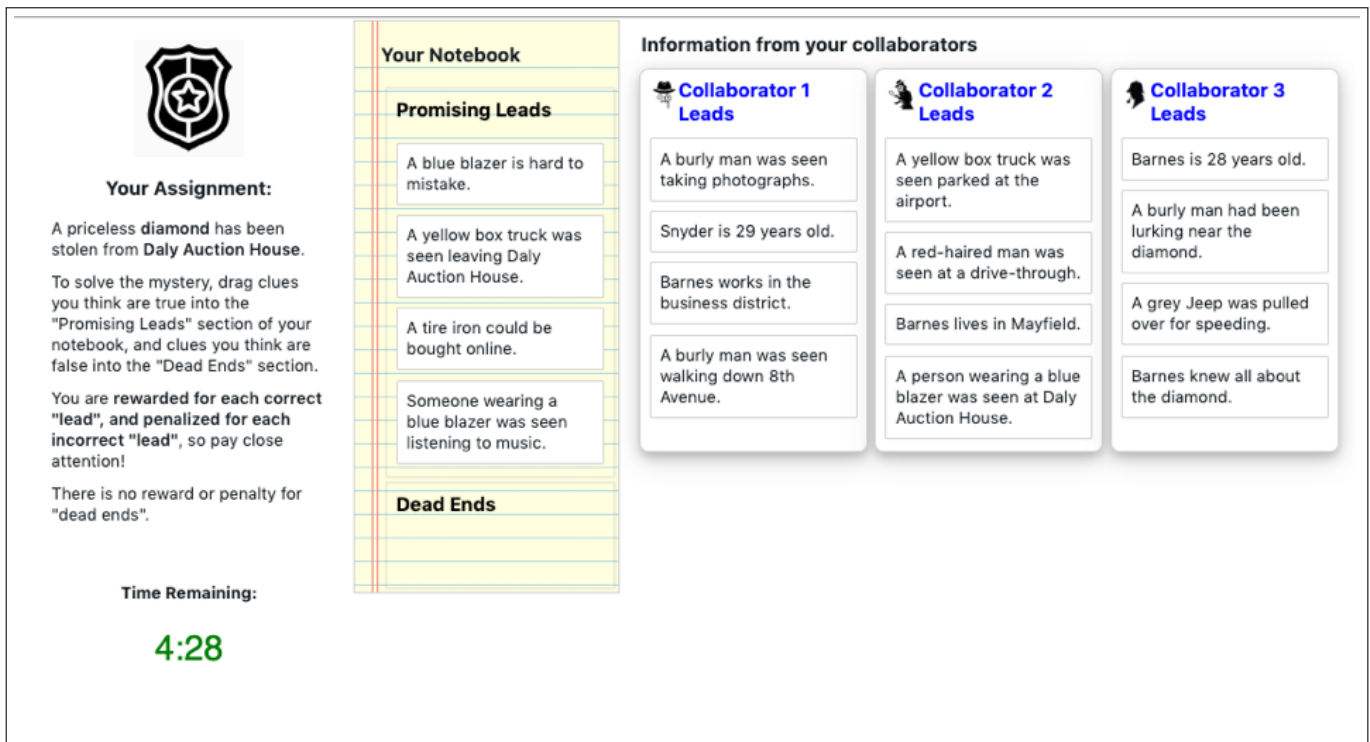 Your Assignment:
A priceless diamond has been
stolen from Daly Auction House.
To solve the mystery, drag clues
you think are true into the
"Promising Leads" section of your
notebook, and clues you think are
false into the "Dead Ends" section.
You are rewarded for each correct
"lead", and penalized for each
incorrect "lead", so pay close
attention!
There is no reward or penalty for
"dead ends".
Time Remaining:
4:28
Your Notebook
Promising Leads
A blue blazer is hard to
mistake.
A yellow box truck was
seen leaving Daly
Auction House.
A tire iron could be
bought online.
Someone wearing a
blue blazer was seen
listening to music.
Dead Ends
Information from your collaborators
Collaborator 1
Leads
A burly man was seen
taking photographs.
Snyder is 29 years old.
Barnes works in the
business district.
A burly man was seen
walking down 8th
Avenue.
Collaborator 2
Leads
A yellow box truck was
seen parked at the
airport.
A red-haired man was
seen at a drive-through.
Barnes lives in Mayfield.
A person wearing a blue
blazer was seen at Daly
Auction House.
Collaborator 3
Leads
Barnes is 28 years old.
A burly man had been
lurking near the
diamond.
A grey Jeep was pulled
over for speeding.
Barnes knew all about
the diamond.